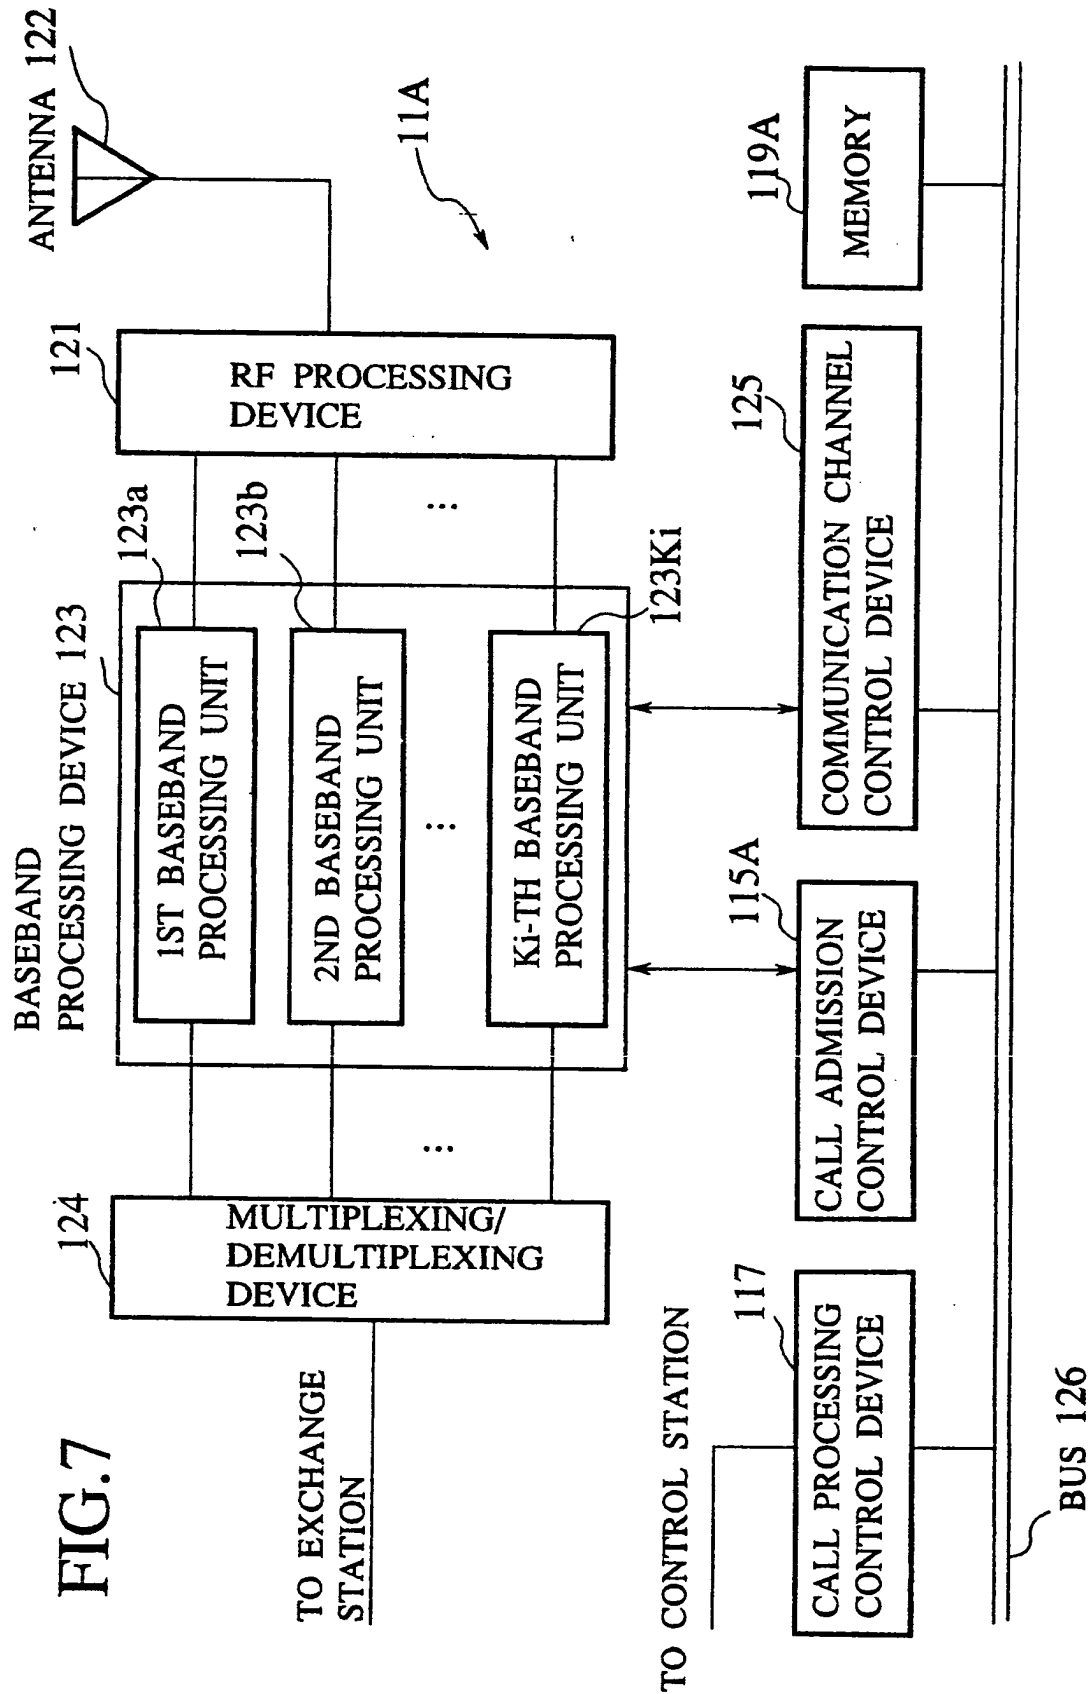 FIG.7
ANTENNA 122
11A
121
RF PROCESSING
DEVICE
BASEBAND
PROCESSING DEVICE 123
123a
123b
123Ki
1ST BASEBAND
PROCESSING UNIT
2ND BASEBAND
PROCESSING UNIT
...
Ki-TH BASEBAND
PROCESSING UNIT
...
...
124
MULTIPLEXING/
DEMULTIPLEXING
DEVICE
TO EXCHANGE
STATION
TO CONTROL STATION
117
CALL PROCESSING
CONTROL DEVICE
115A
CALL ADMISSION
CONTROL DEVICE
125
COMMUNICATION CHANNEL
CONTROL DEVICE
119A
MEMORY
BUS 126